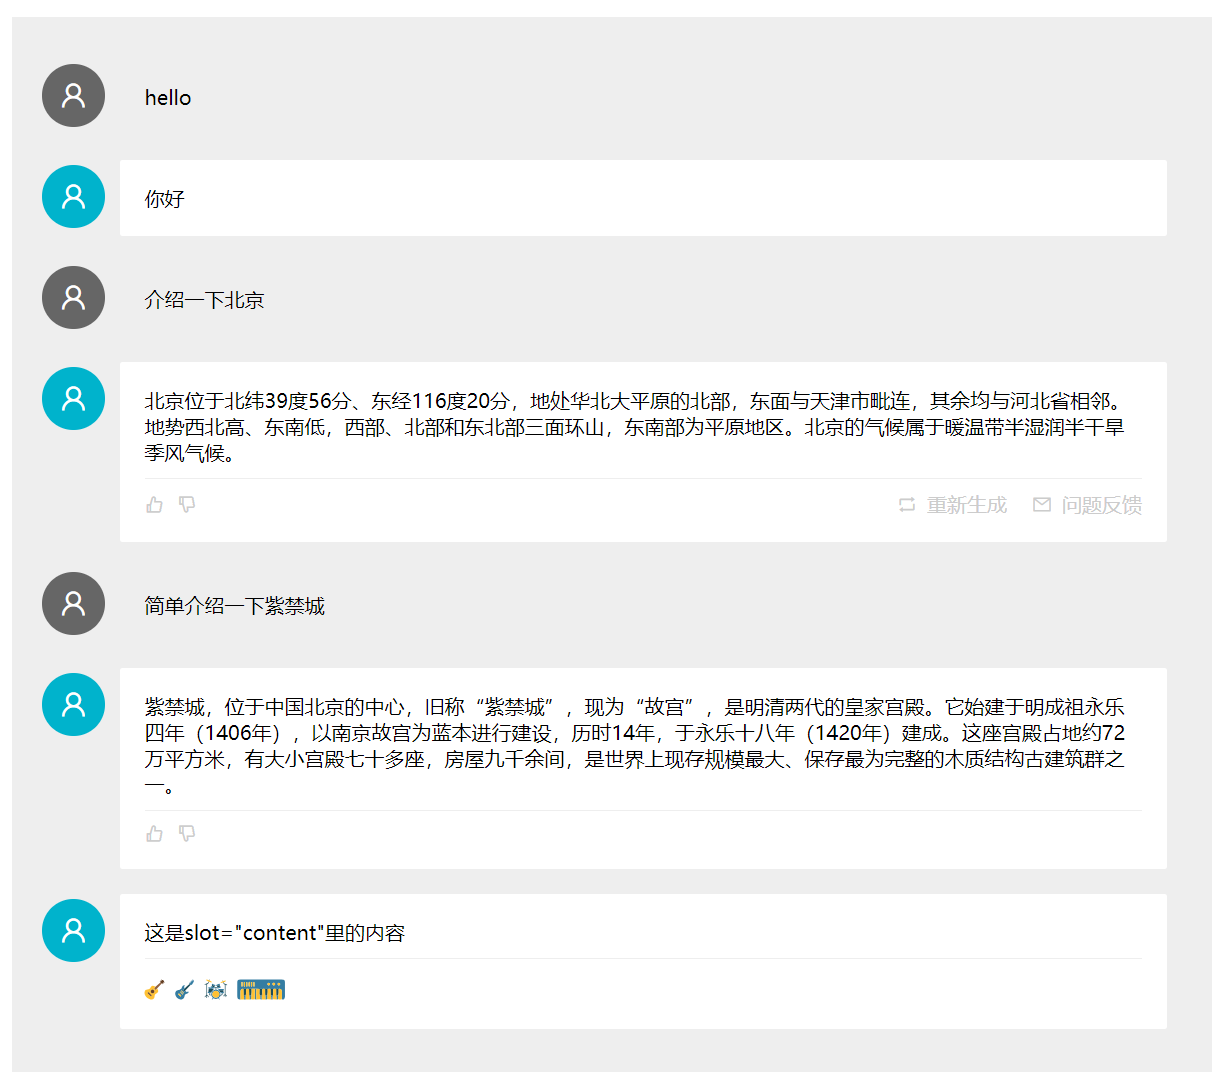 hello
你好
介绍一下北京
北京位于北纬39度56分、东经116度20分，地处华北大平原的北部，东面与天津市毗连，其余均与河北省相邻。
地势西北高、东南低，西部、北部和东北部三面环山，东南部为平原地区。北京的气候属于暖温带半湿润半干旱
季风气候。
重新生成 问题反馈
简单介绍一下紫禁城
紫禁城，位于中国北京的中心，旧称“紫禁城”，现为“故宫”，是明清两代的皇家宫殿。它始建于明成祖永乐
四年（1406年），以南京故宫为蓝本进行建设，历时14年，于永乐十八年（1420年）建成。这座宫殿占地约72
万平方米，有大小宫殿七十多座，房屋九千余间，是世界上现存规模最大、保存最为完整的木质结构古建筑群之
一。
这是slot="content"里的内容